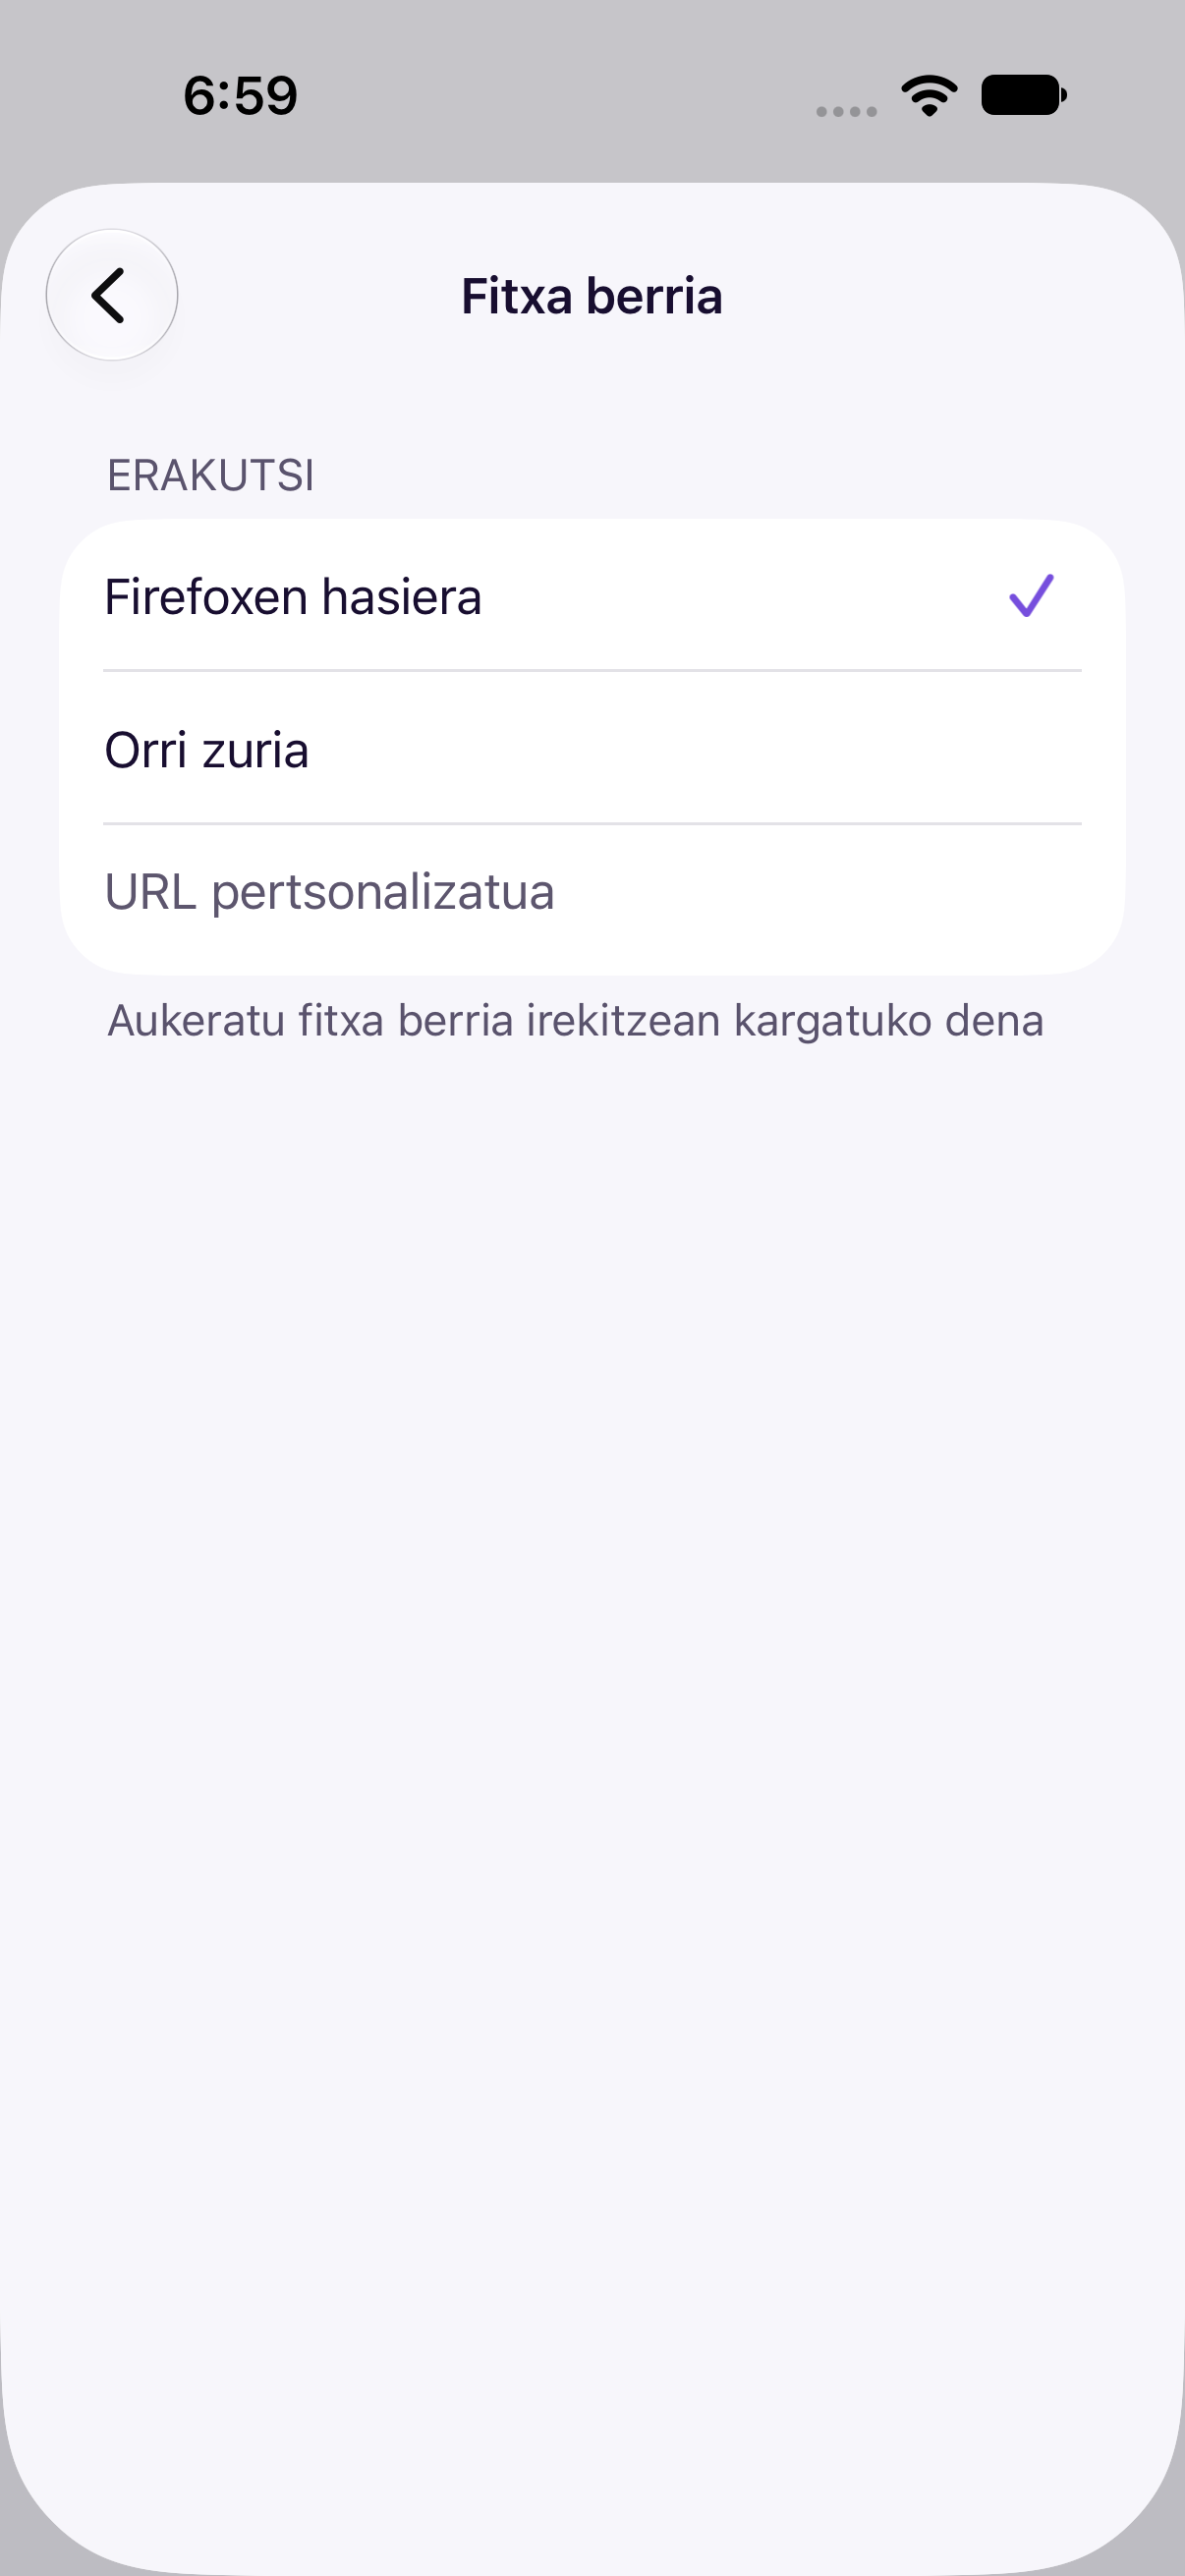 6:59
Fitxa berria
ERAKUTSI
Firefoxen hasiera
Orri zuria
URL pertsonalizatua
Aukeratu fitxa berria irekitzean kargatuko dena